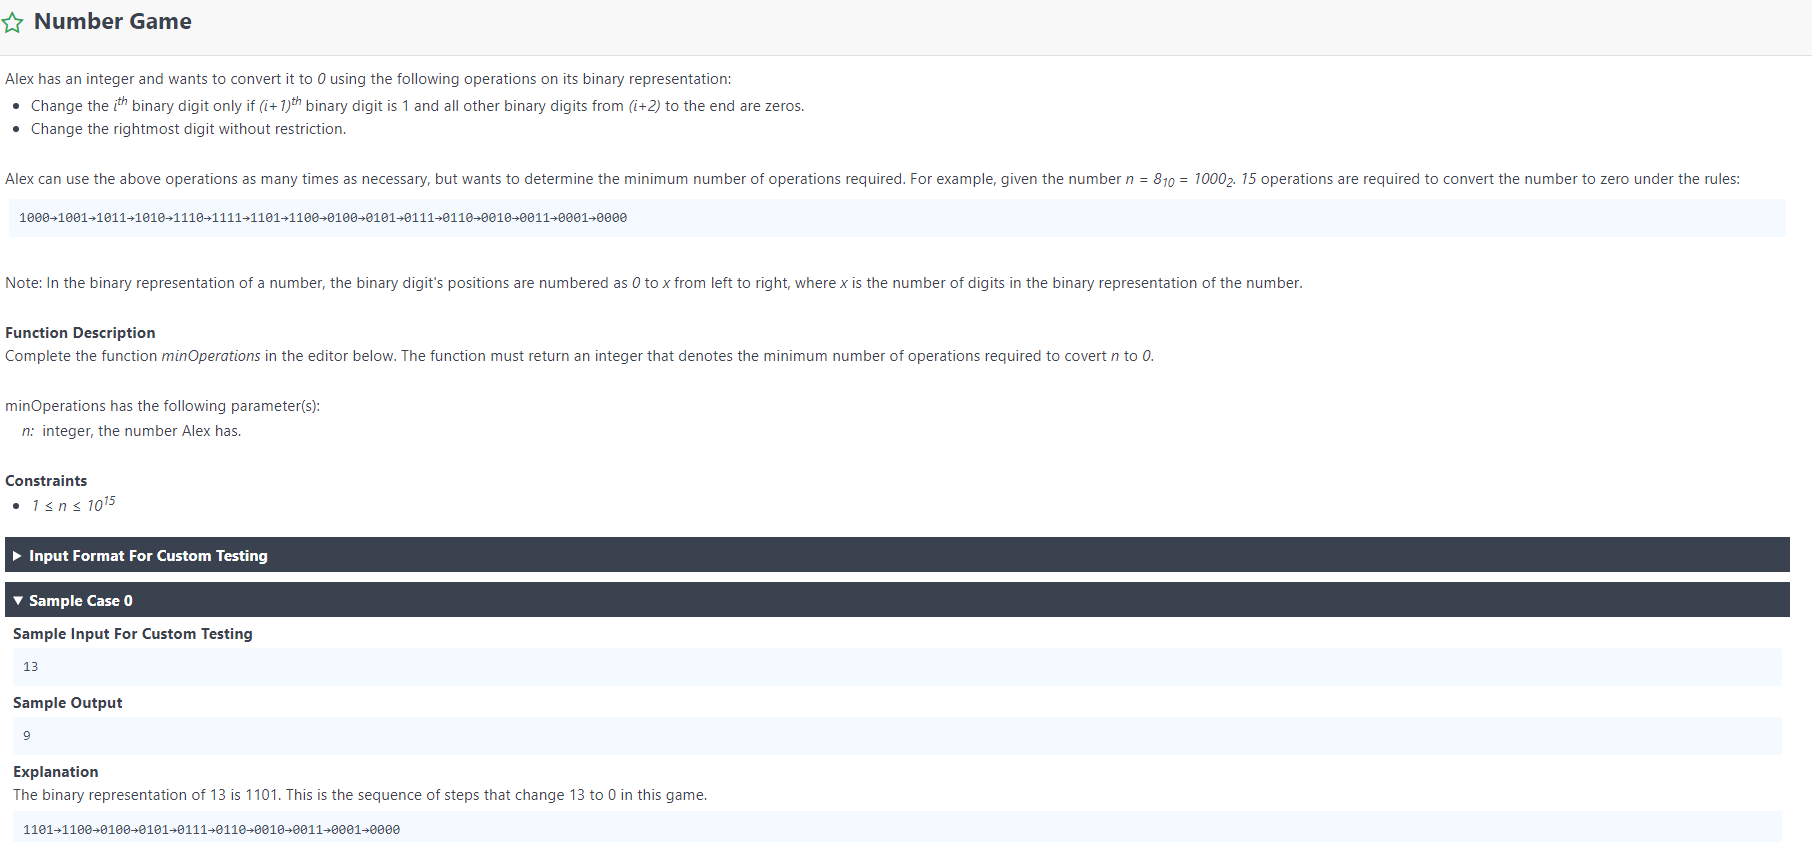 Number Game
Alex has an integer and wants to convert it to 0 using the following operations on its binary representation:
• Change the iᵗʰ binary digit only if (i+1)ᵗʰ binary digit is 1 and all other binary digits from (i+2) to the end are zeros.
• Change the rightmost digit without restriction.
Alex can use the above operations as many times as necessary, but wants to determine the minimum number of operations required. For example, given the number n = 8₁₀ = 1000₂. 15 operations are required to convert the number to zero under the rules:
1000→1001→1011→1010→1110→1111→1101→1100→0100→0101→0111→0110→0010→0011→0001→0000
Note: In the binary representation of a number, the binary digit's positions are numbered as 0 to x from left to right, where x is the number of digits in the binary representation of the number.
Function Description
Complete the function minOperations in the editor below. The function must return an integer that denotes the minimum number of operations required to covert n to 0.
minOperations has the following parameter(s):
n: integer, the number Alex has.
Constraints
• 1 ≤ n ≤ 10¹⁵
▶ Input Format For Custom Testing
▼ Sample Case 0
Sample Input For Custom Testing
13
Sample Output
9
Explanation
The binary representation of 13 is 1101. This is the sequence of steps that change 13 to 0 in this game.
1101→1100→0100→0101→0111→0110→0010→0011→0001→0000